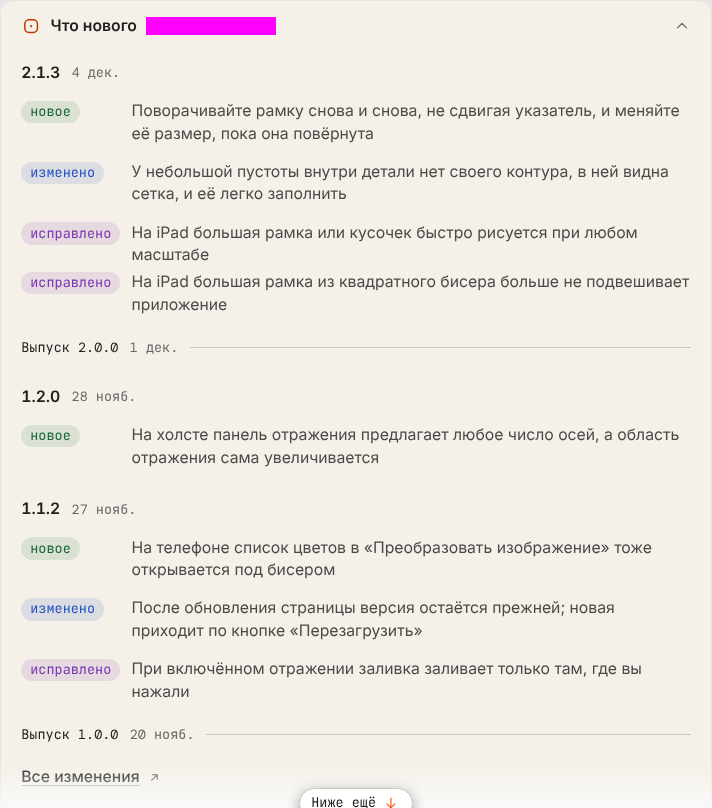 Что нового
2.1.3 4 дек.
новое Поворачивайте рамку снова и снова, не сдвигая указатель, и меняйте
её размер, пока она повёрнута
изменено У небольшой пустоты внутри детали нет своего контура, в ней видна
сетка, и её легко заполнить
исправлено На iPad большая рамка или кусочек быстро рисуется при любом
масштабе
исправлено На iPad большая рамка из квадратного бисера больше не подвешивает
приложение
Выпуск 2.0.0 1 дек.
1.2.0 28 нояб.
новое На холсте панель отражения предлагает любое число осей, а область
отражения сама увеличивается
1.1.2 27 нояб.
новое На телефоне список цветов в «Преобразовать изображение» тоже
открывается под бисером
изменено После обновления страницы версия остаётся прежней; новая
приходит по кнопке «Перезагрузить»
исправлено При включённом отражении заливка заливает только там, где вы
нажали
Выпуск 1.0.0 20 нояб.
Все изменения ↗
Ниже ещё ↓